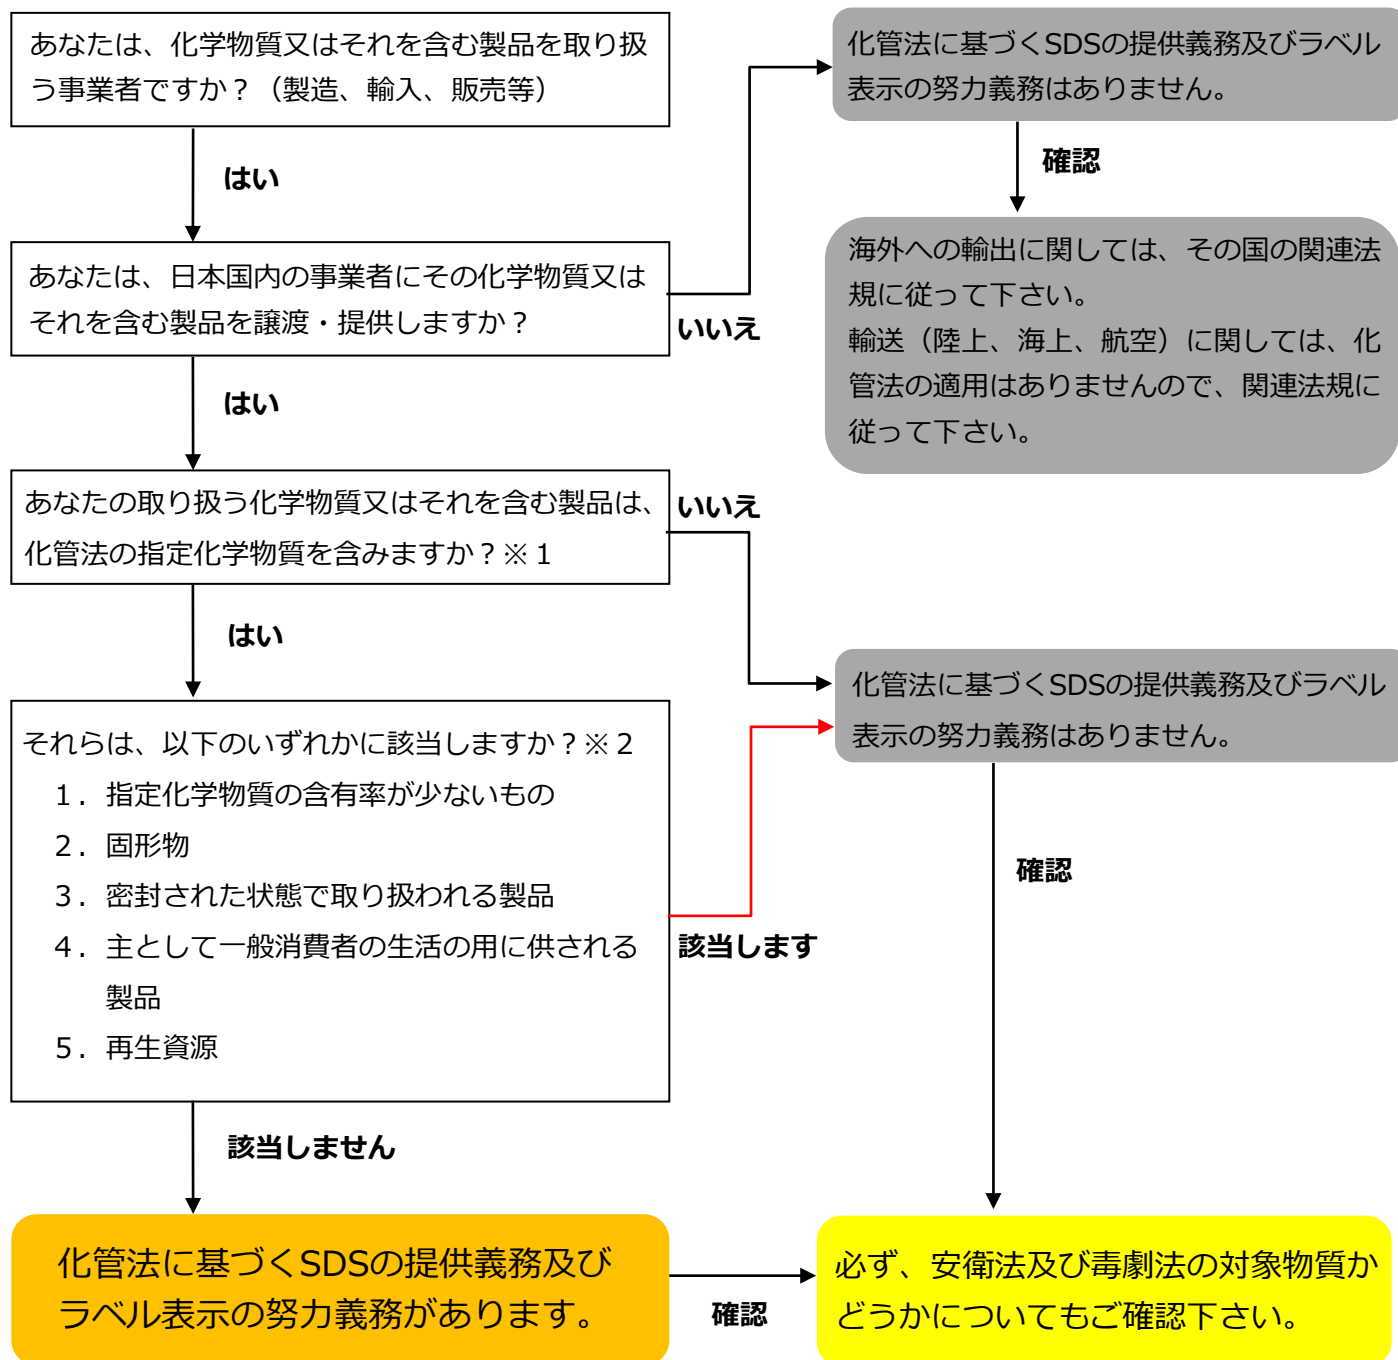 あなたは、化学物質又はそれを含む製品を取り扱
う事業者ですか？（製造、輸入、販売等）
化管法に基づくSDSの提供義務及びラベル
表示の努力義務はありません。
はい
確認
あなたは、日本国内の事業者にその化学物質又は
それを含む製品を譲渡・提供しますか？
いいえ
海外への輸出に関しては、その国の関連法
規に従って下さい。
輸送（陸上、海上、航空）に関しては、化
管法の適用はありませんので、関連法規に
従って下さい。
はい
あなたの取り扱う化学物質又はそれを含む製品は、
化管法の指定化学物質を含みますか？※１
いいえ
はい
化管法に基づくSDSの提供義務及びラベル
表示の努力義務はありません。
それらは、以下のいずれかに該当しますか？※２
１．指定化学物質の含有率が少ないもの
２．固形物
３．密封された状態で取り扱われる製品
４．主として一般消費者の生活の用に供される
製品
５．再生資源
該当します
確認
該当しません
化管法に基づくSDSの提供義務及び
ラベル表示の努力義務があります。
確認
必ず、安衛法及び毒劇法の対象物質か
どうかについてもご確認下さい。